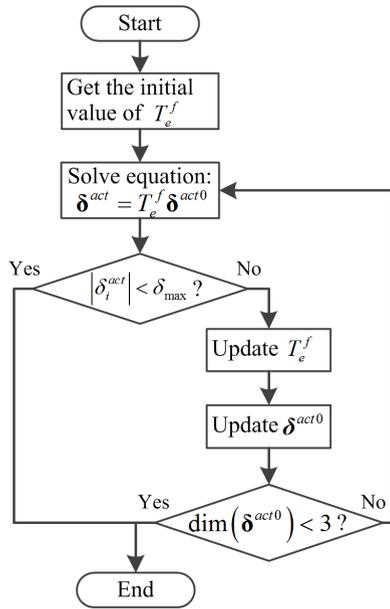 Start
Get the initial
value of T_e^f
Solve equation:
δ^{act} = T_e^f δ^{act0}
Yes
No
|δ_i^{act}| < δ_max ?
Update T_e^f
Update δ^{act0}
Yes
No
dim(δ^{act0}) < 3 ?
End